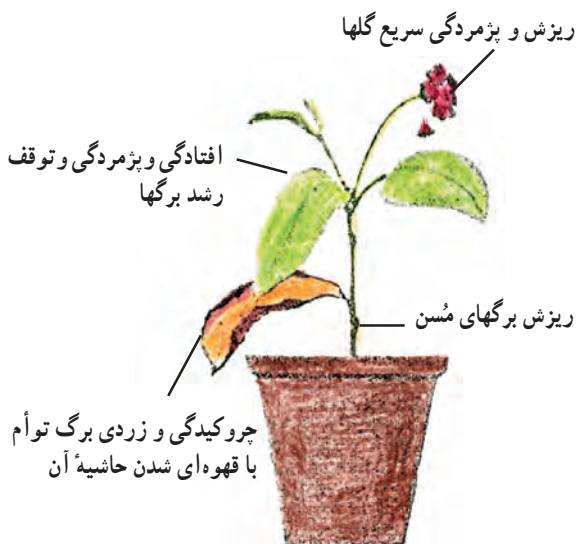 ریزش و پژمردگی سریع گلها
افتادگی و پژمردگی و توقف
رشد برگها
ریزش برگهای مُسن
چروکیدگی و زردی برگ توأم
با قهوه‌ای شدن حاشیهٔ آن